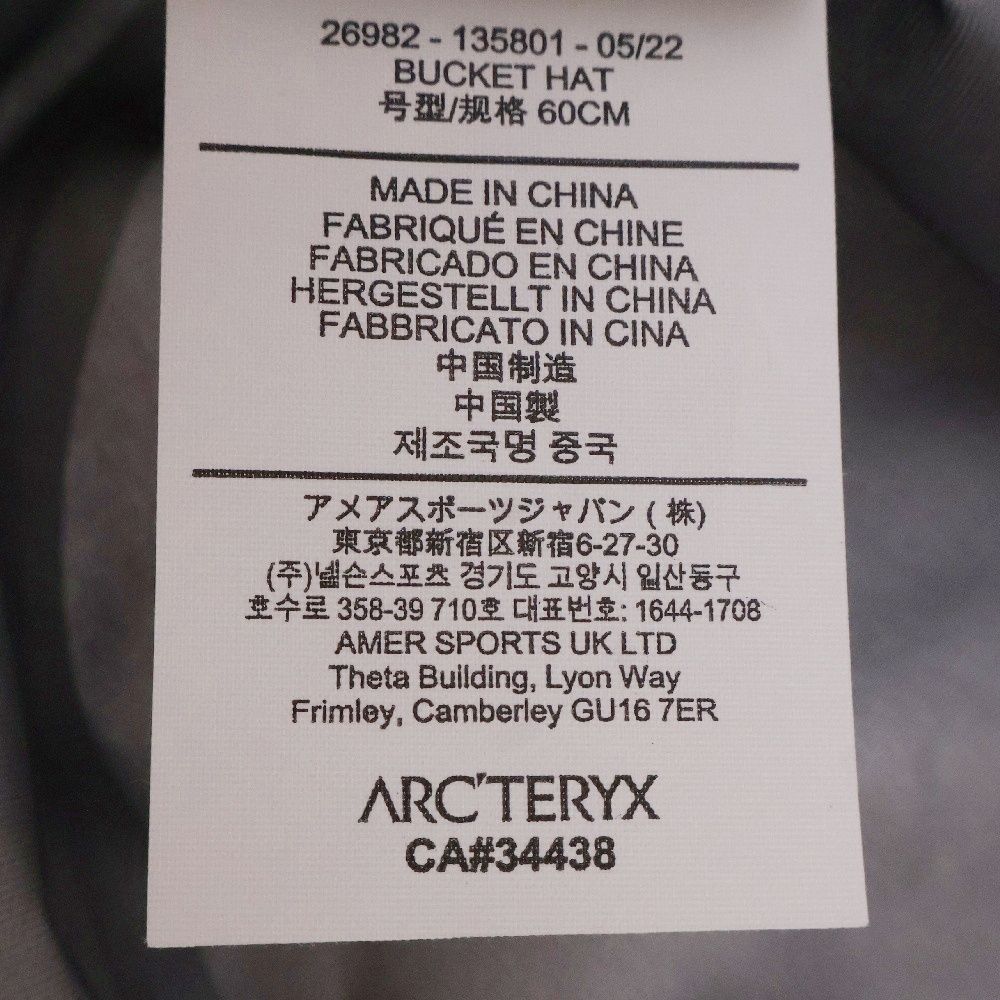 26982 - 135801 - 05/22
BUCKET HAT
号型/规格 60CM
MADE IN CHINA
FABRIQUÉ EN CHINE
FABRICADO EN CHINA
HERGESTELLT IN CHINA
FABBRICATO IN CINA
中国制造
中国製
제조국명 중국
アメアスポーツジャパン ( 株)
東京都新宿区新宿6-27-30
(주)넬슨스포츠 경기도 고양시 일산동구
호수로 358-39 710호 대표번호: 1644-1708
AMER SPORTS UK LTD
Theta Building, Lyon Way
Frimley, Camberley GU16 7ER
ARC'TERYX
CA#34438